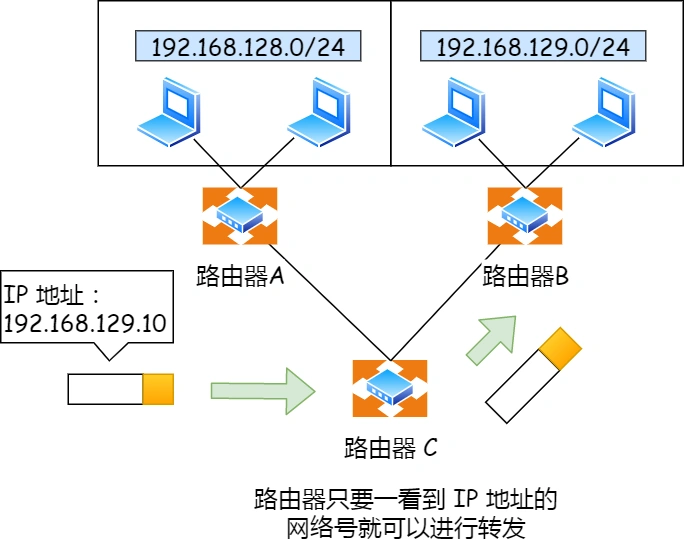 192.168.128.0/24
192.168.129.0/24
路由器A
路由器B
IP 地址：
192.168.129.10
路由器 C
路由器只要一看到 IP 地址的
网络号就可以进行转发